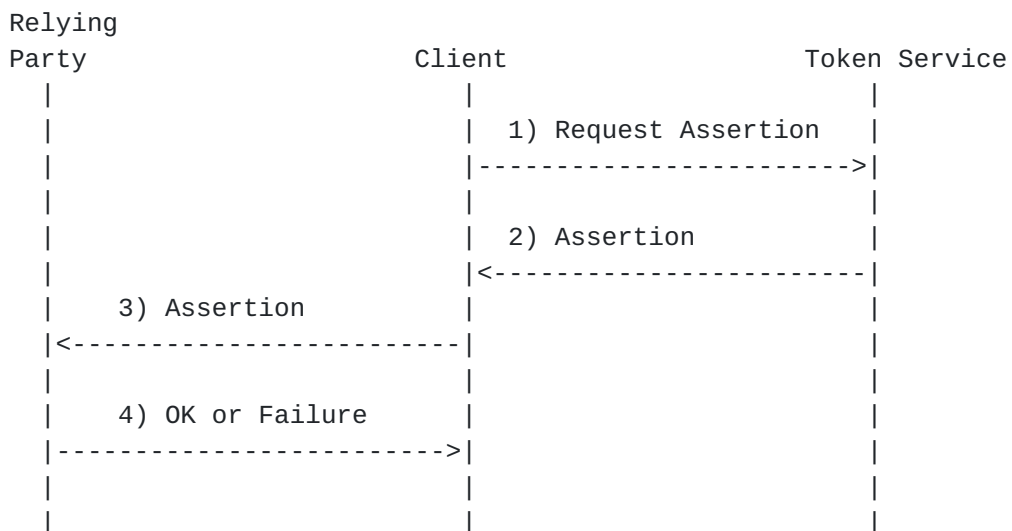 Relying
Party Client Token Service
1) Request Assertion
2) Assertion
3) Assertion
4) OK or Failure